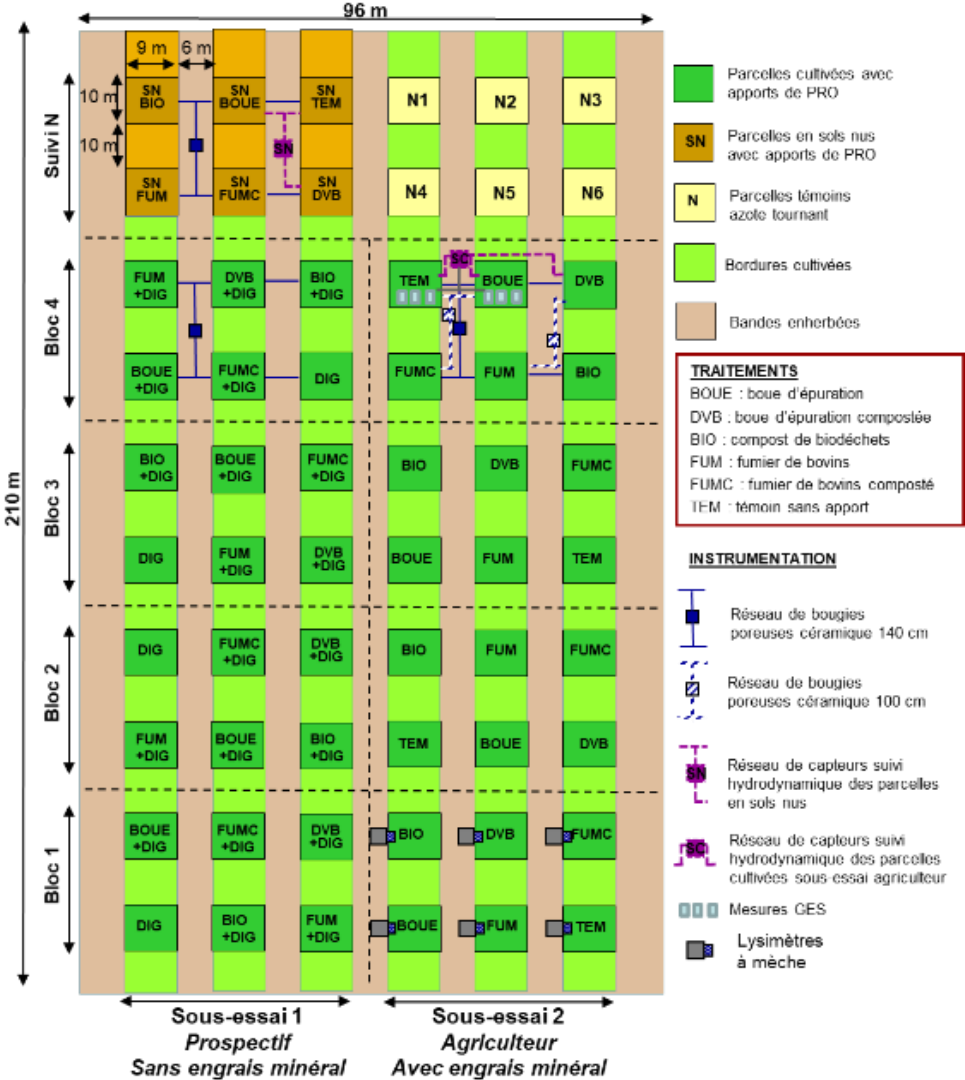 96 m
9 m
6 m
10 m
10 m
210 m
Suivi N
SN
BIO
SN
BOUE
SN
TEM
SN
SN
FUM
SN
FUMC
SN
DVB
N1
N2
N3
N4
N5
N6
Bloc 4
FUM
+DIG
DVB
+DIG
BIO
+DIG
BOUE
+DIG
FUMC
+DIG
DIG
SC
TEM
BOUE
DVB
FUMC
FUM
BIO
Bloc 3
BIO
+DIG
BOUE
+DIG
FUMC
+DIG
DIG
FUM
+DIG
DVB
+DIG
BIO
DVB
FUMC
BOUE
FUM
TEM
Bloc 2
DIG
FUMC
+DIG
DVB
+DIG
FUM
+DIG
BOUE
+DIG
BIO
+DIG
BIO
FUM
FUMC
TEM
BOUE
DVB
Bloc 1
BOUE
+DIG
FUMC
+DIG
DVB
+DIG
DIG
BIO
+DIG
FUM
+DIG
BIO
DVB
FUMC
BOUE
FUM
TEM
Sous-essai 1
Prospectif
Sans engrais minéral
Sous-essai 2
Agriculteur
Avec engrais minéral
Parcelles cultivées avec
apports de PRO
SN
Parcelles en sols nus
avec apports de PRO
N
Parcelles témoins
azote tournant
Bordures cultivées
Bandes enherbées
TRAITEMENTS
BOUE : boue d'épuration
DVB : boue d'épuration compostée
BIO : compost de biodéchets
FUM : fumier de bovins
FUMC : fumier de bovins composté
TEM : témoin sans apport
INSTRUMENTATION
Réseau de bougies
poreuses céramique 140 cm
Réseau de bougies
poreuses céramique 100 cm
SN
Réseau de capteurs suivi
hydrodynamique des parcelles
en sols nus
SC
Réseau de capteurs suivi
hydrodynamique des parcelles
cultivées sous-essai agriculteur
Mesures GES
Lysimètres
à mèche